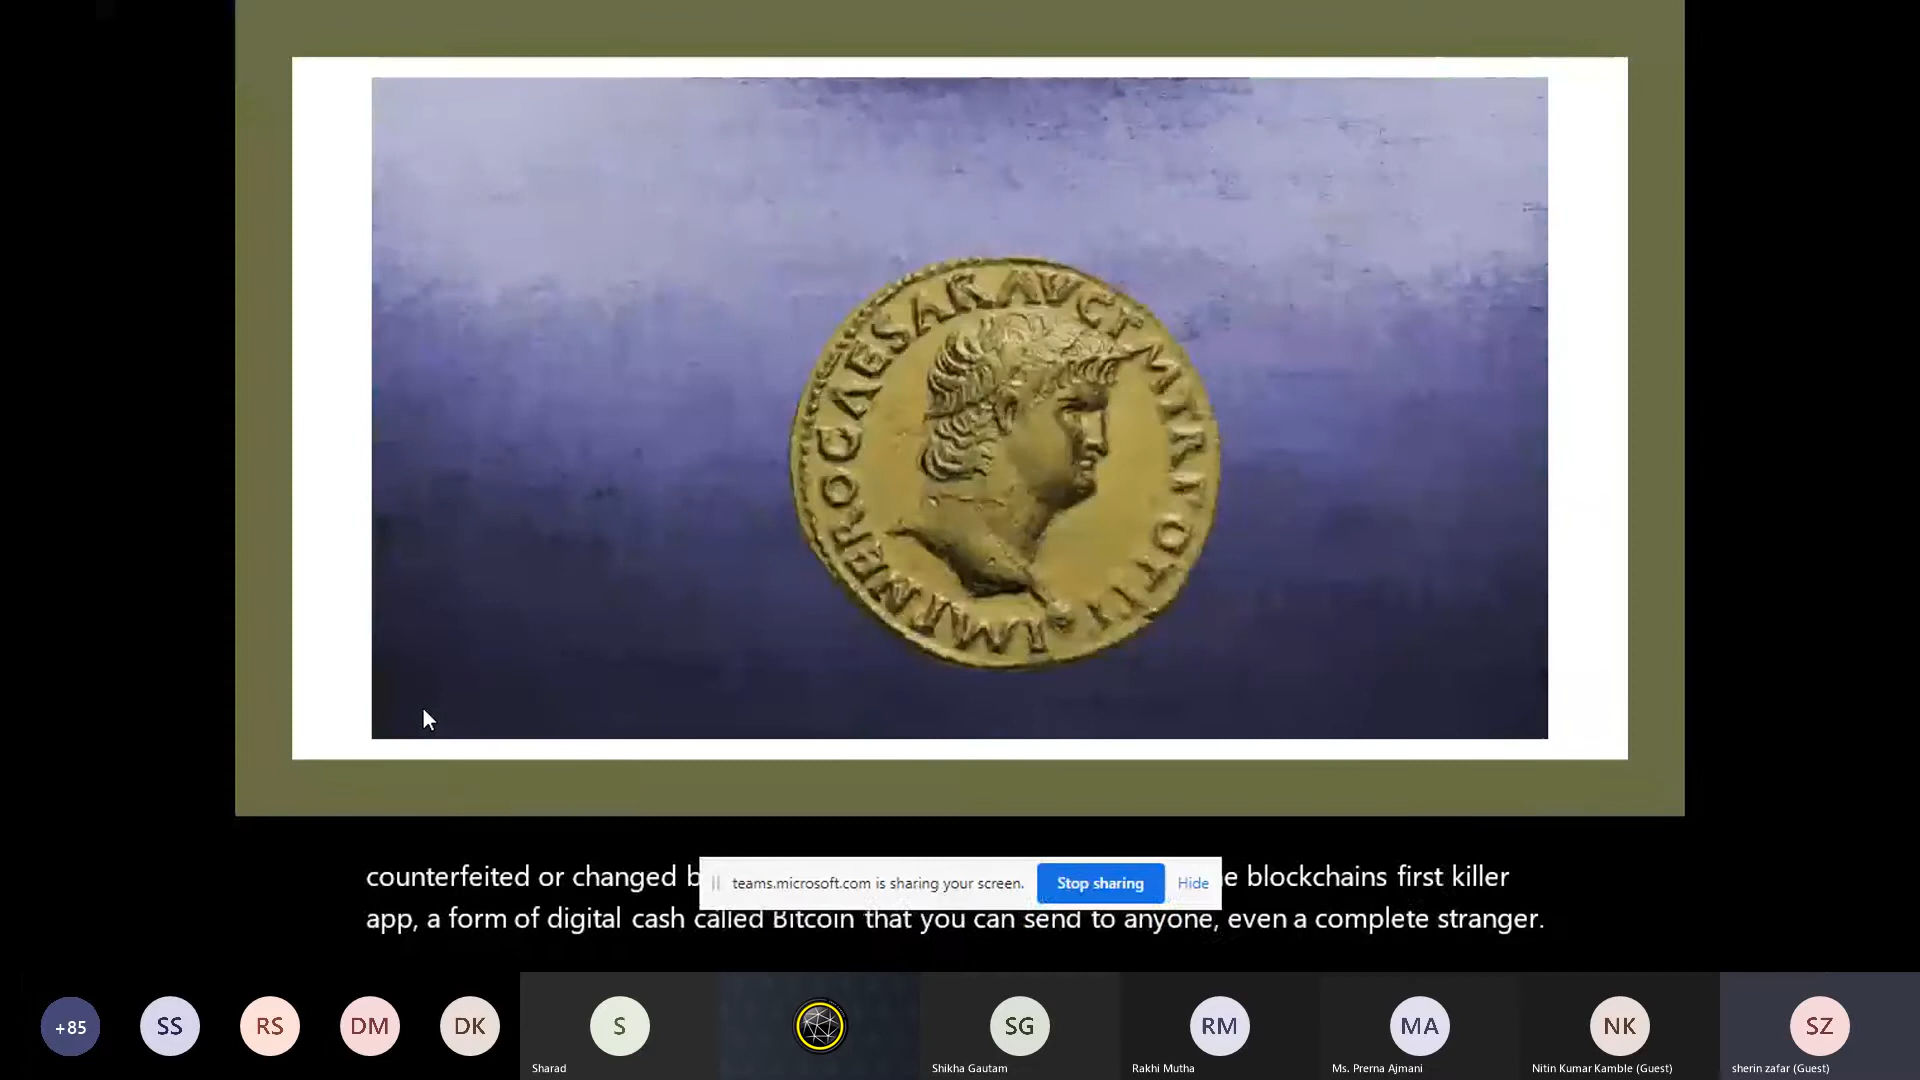 IMP NERO CAESAR AVG P MTR POT II
counterfeited or changed b
e blockchains first killer
teams.microsoft.com is sharing your screen.
Stop sharing
Hide
app, a form of digital cash called Bitcoin that you can send to anyone, even a complete stranger.
+85
SS
RS
DM
DK
S
SG
RM
MA
NK
SZ
Sharad
Shikha Gautam
Rakhi Mutha
Ms. Prerna Ajmani
Nitin Kumar Kamble (Guest)
sherin zafar (Guest)